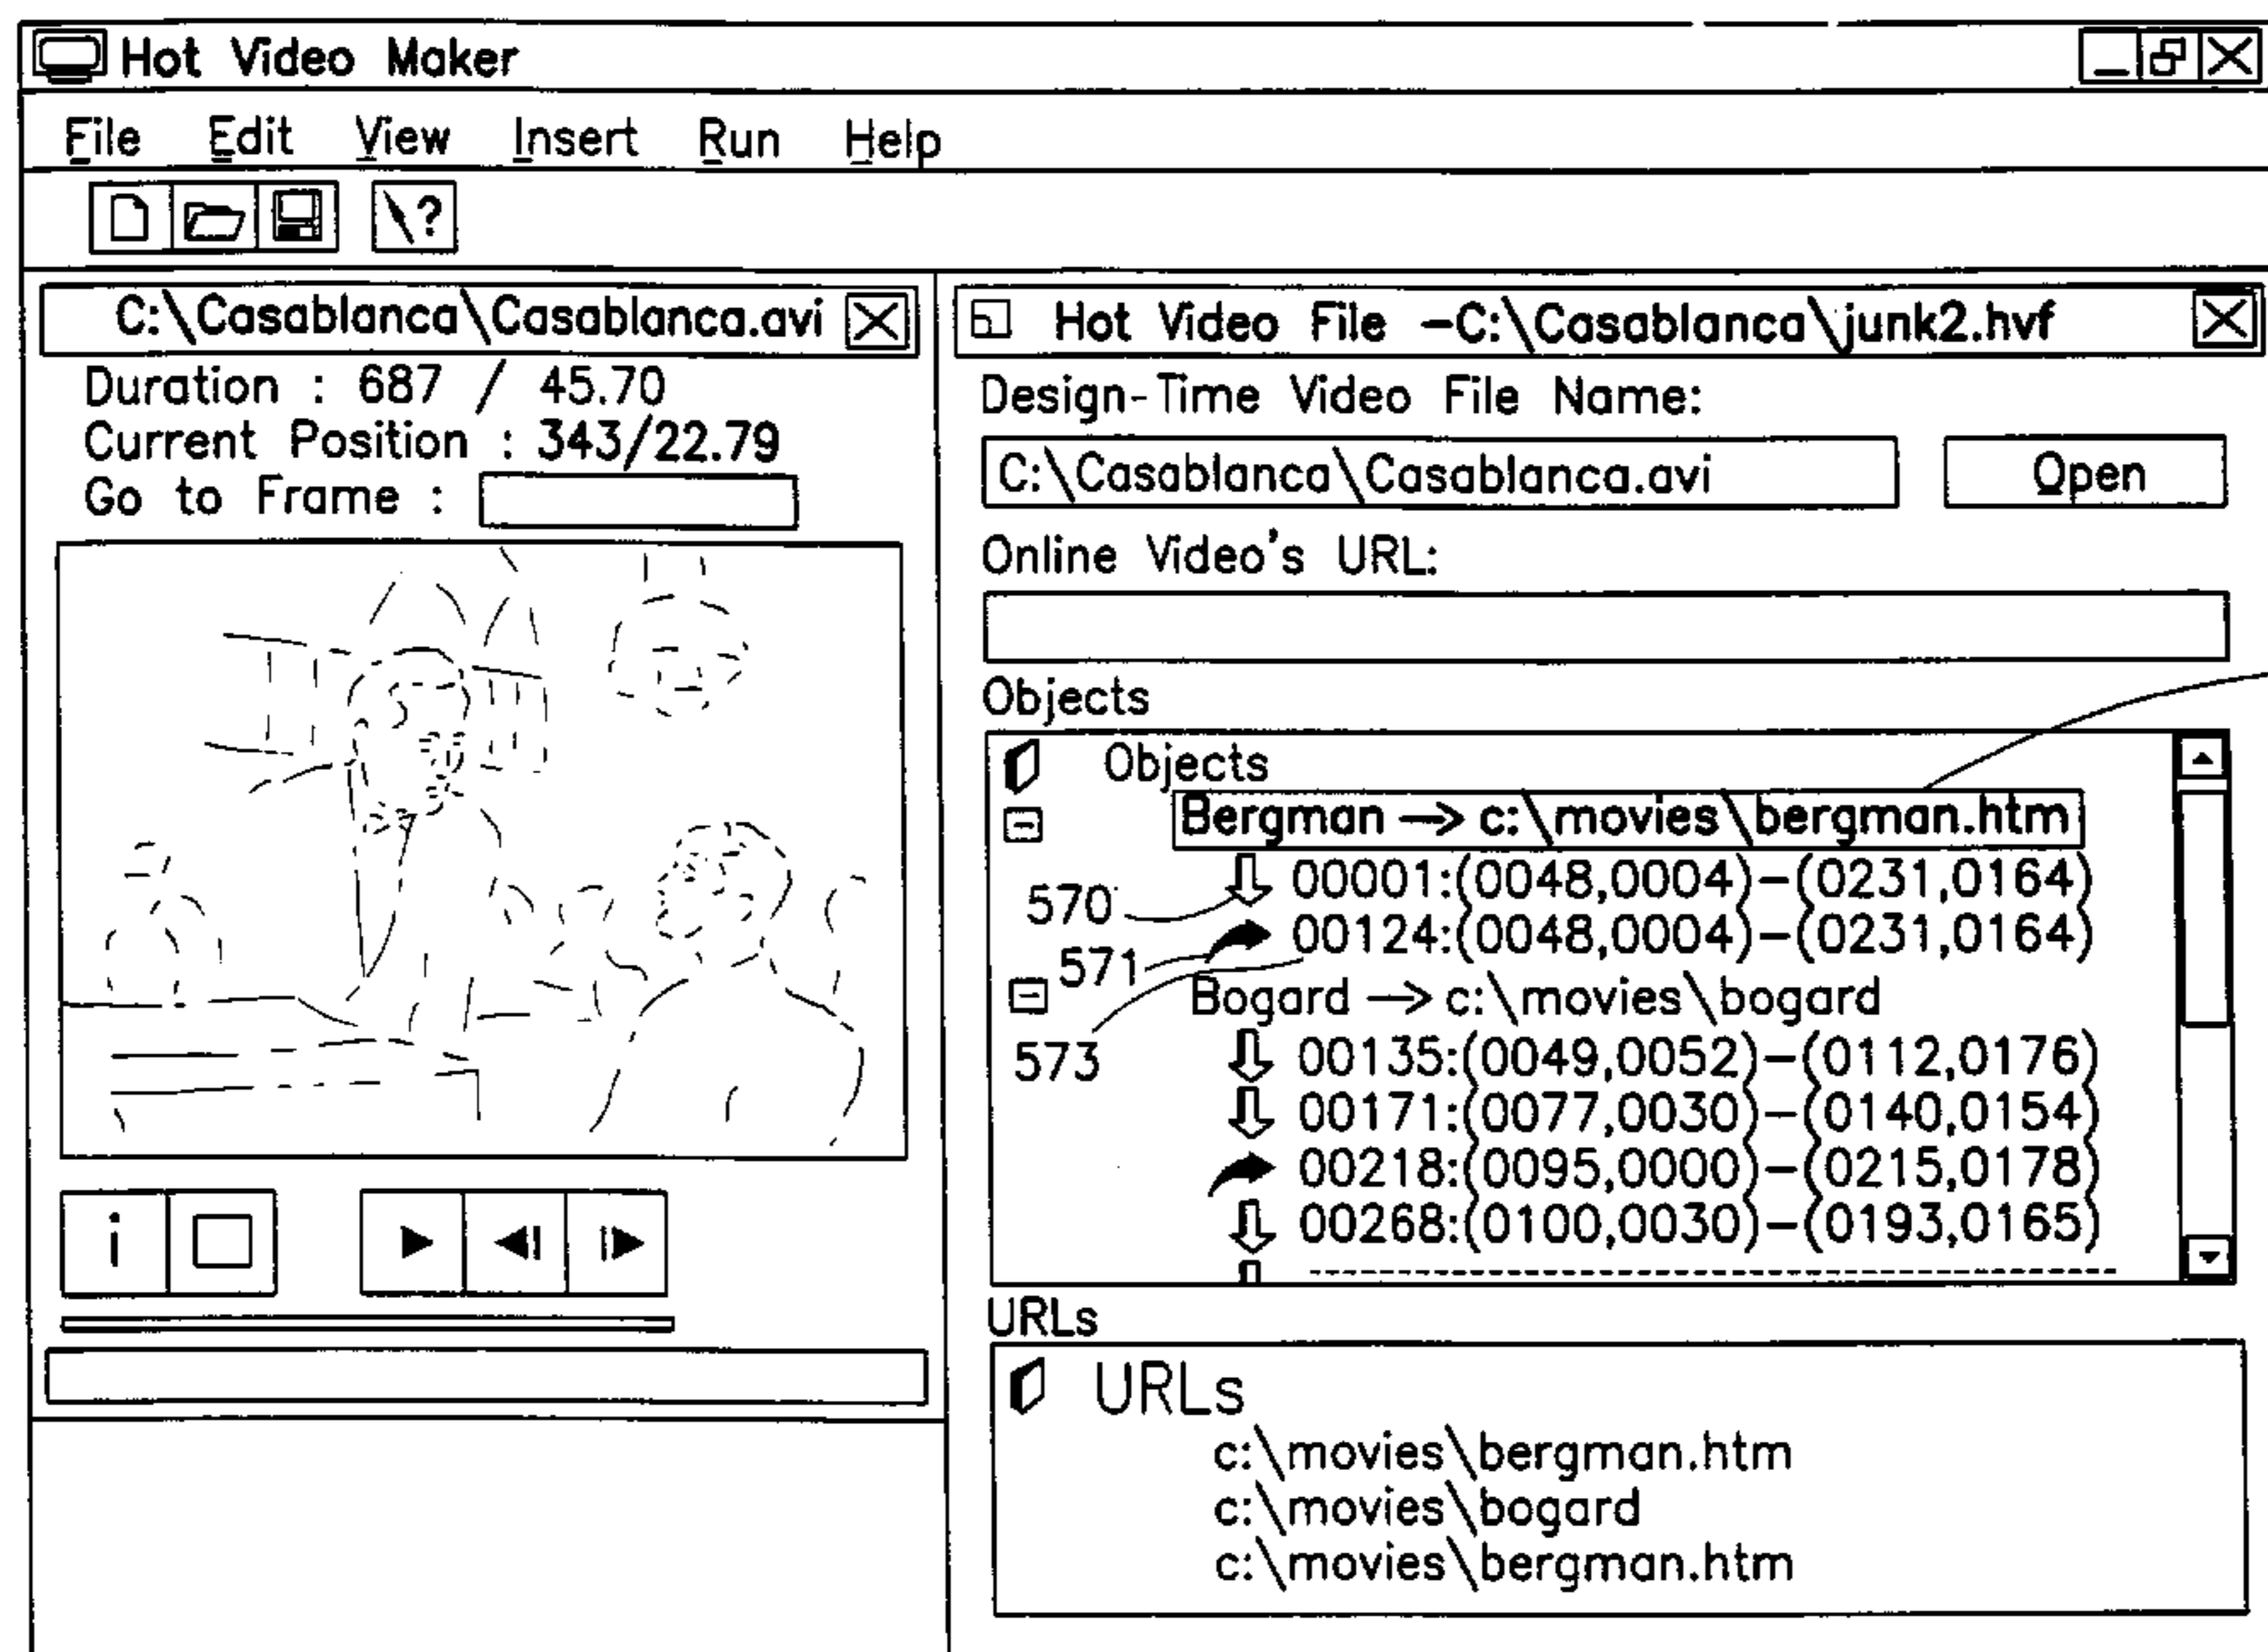 Hot Video Maker
File Edit View Insert Run Help
?
C:\Casablanca\Casablanca.avi
Duration : 687 / 45.70
Current Position : 343/22.79
Go to Frame :
i
Hot Video File -C:\Casablanca\junk2.hvf
Design-Time Video File Name:
C:\Casablanca\Casablanca.avi Open
Online Video's URL:
Objects
Objects
Bergman -> c:\movies\bergman.htm
570 00001:(0048,0004)-(0231,0164)
571 00124:(0048,0004)-(0231,0164)
Bogard -> c:\movies\bogard
573 00135:(0049,0052)-(0112,0176)
00171:(0077,0030)-(0140,0154)
00218:(0095,0000)-(0215,0178)
00268:(0100,0030)-(0193,0165)
URLs
URLs
c:\movies\bergman.htm
c:\movies\bogard
c:\movies\bergman.htm